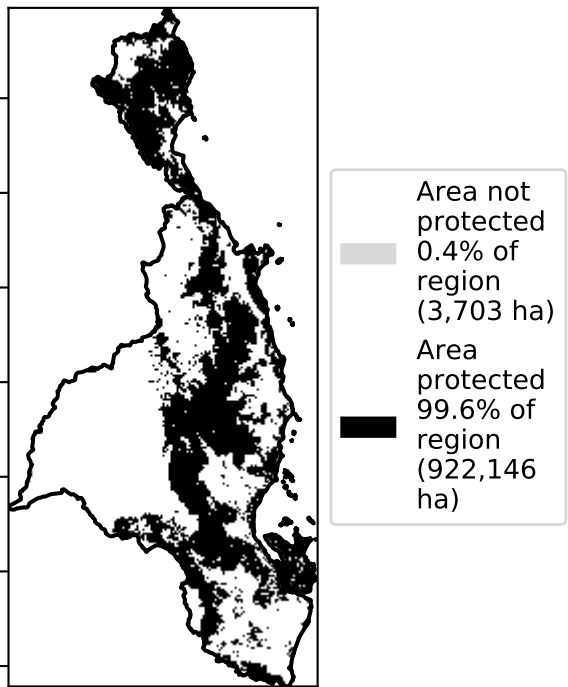 Area not
protected
0.4% of
region
(3,703 ha)
Area
protected
99.6% of
region
(922,146
ha)